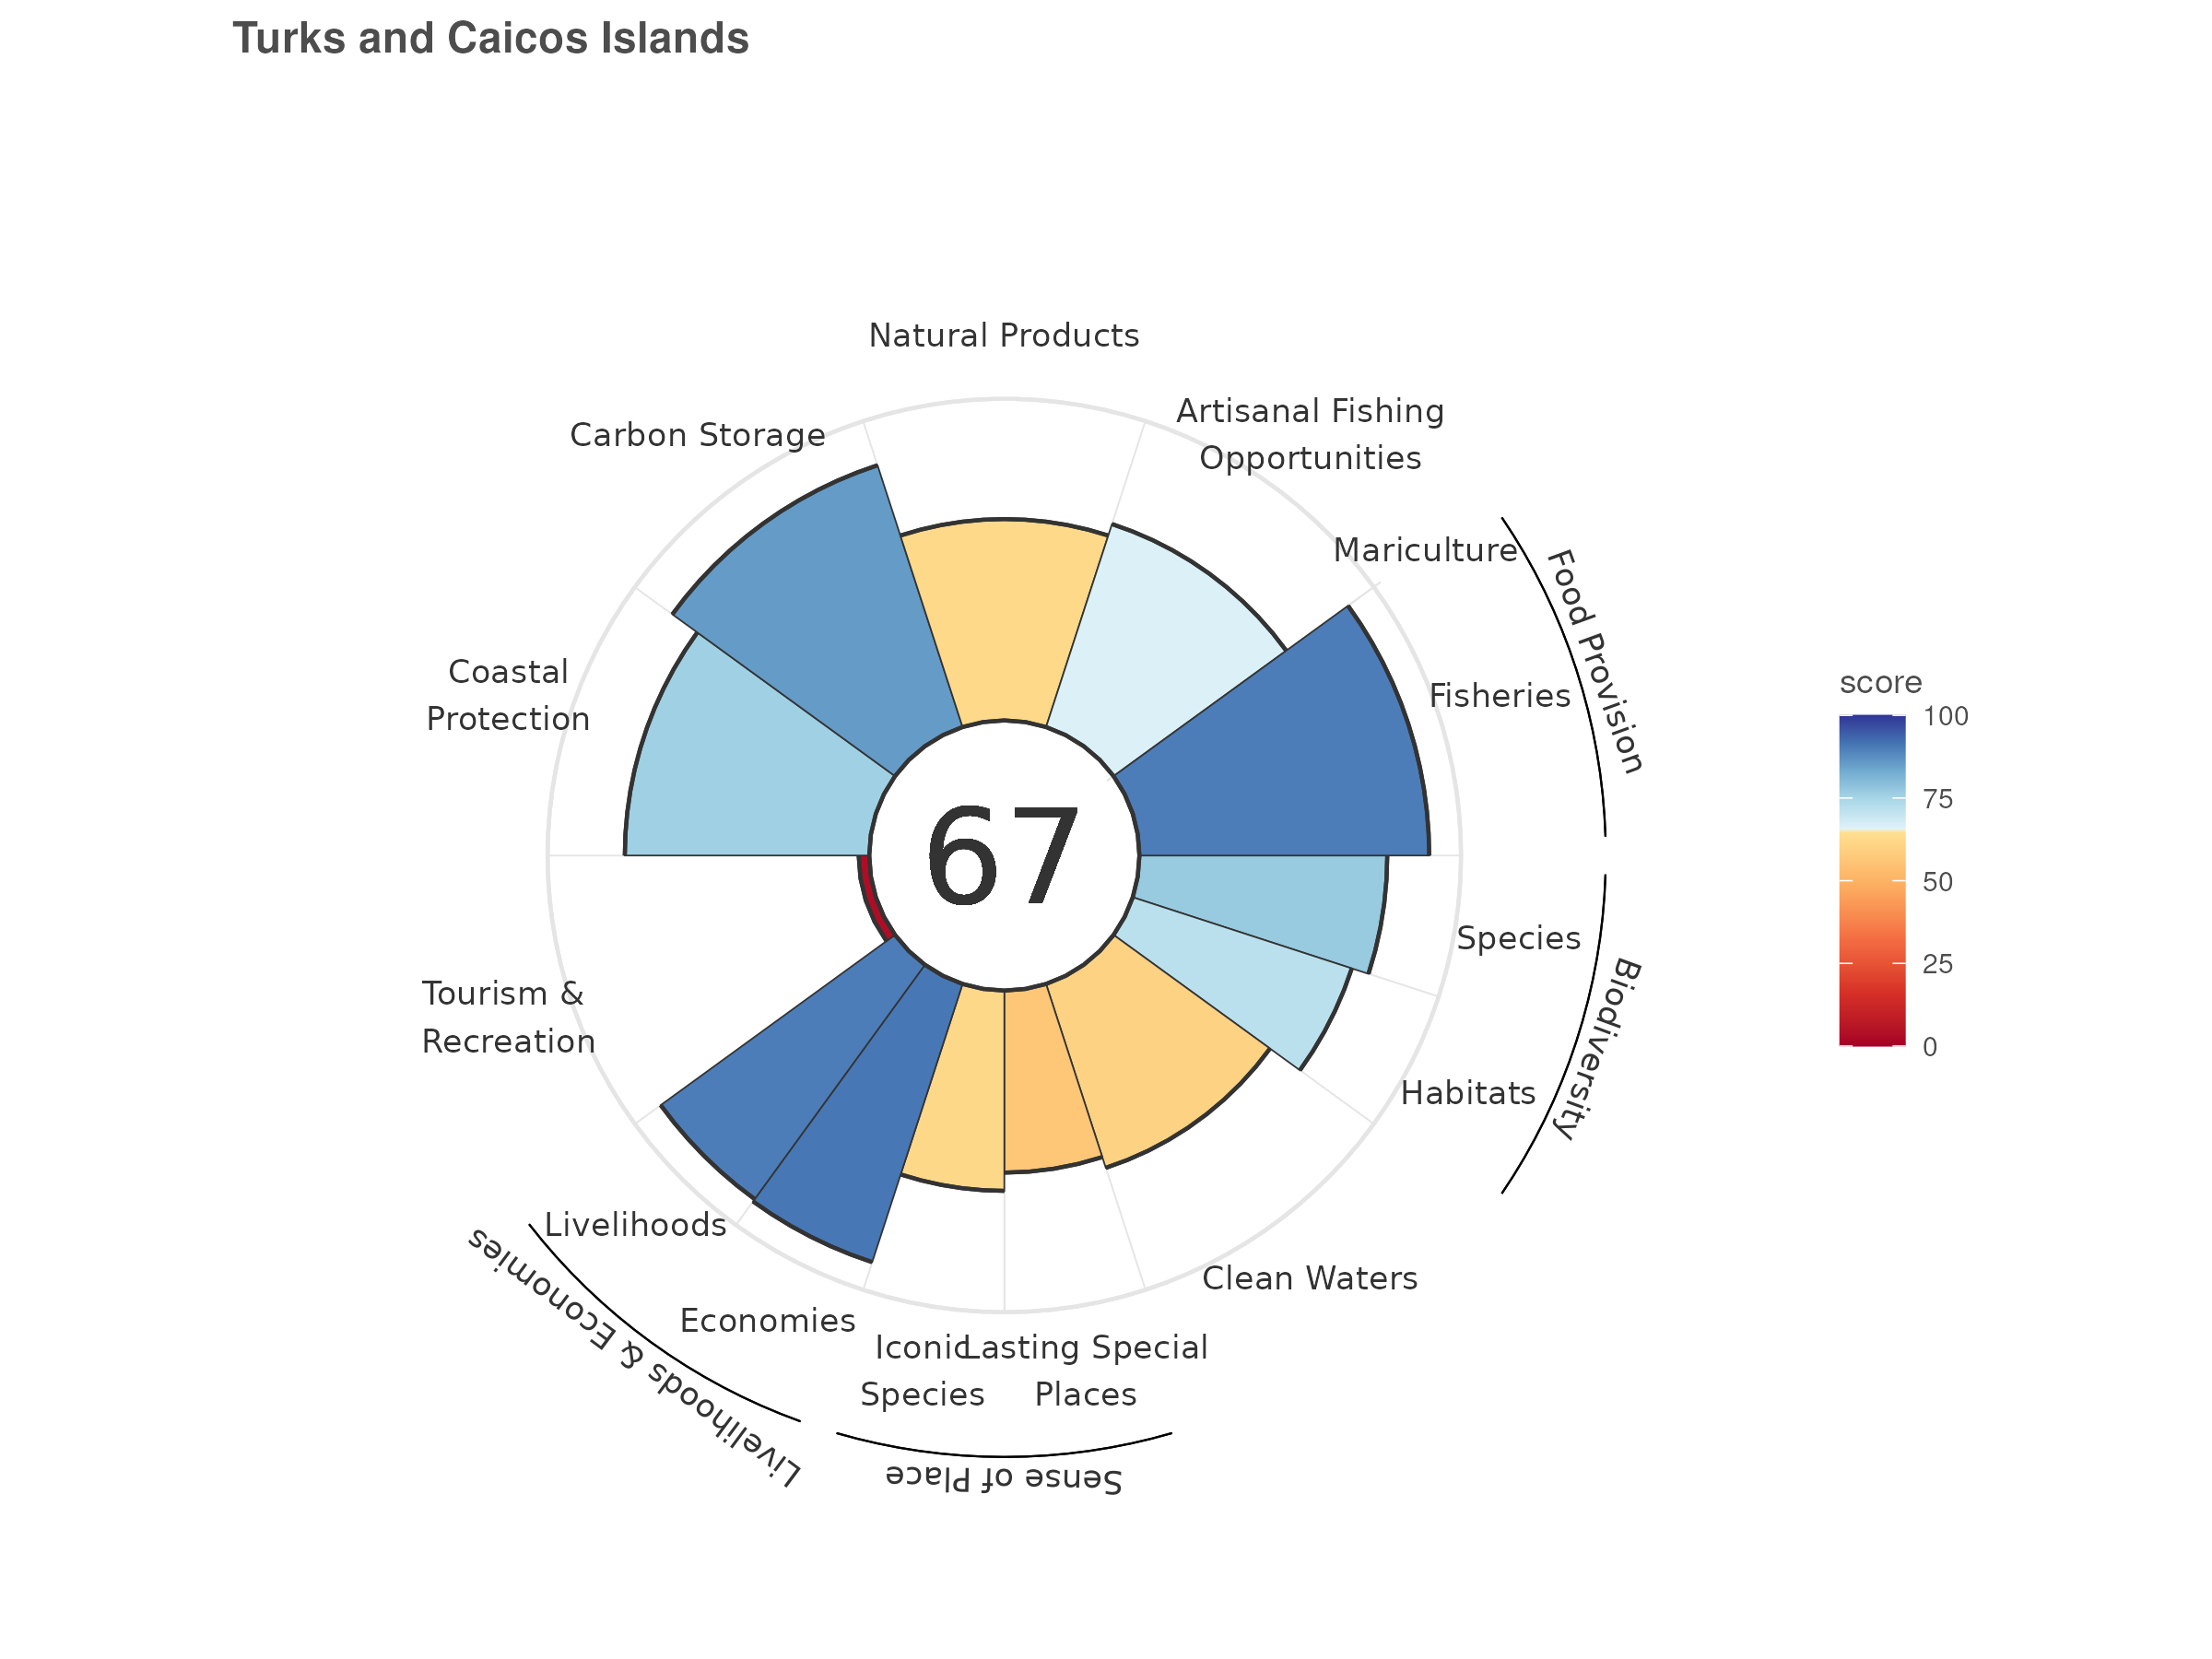 Turks and Caicos Islands
Natural Products
Artisanal Fishing
Opportunities
Carbon Storage
Mariculture
Food Provision
Fisheries
Coastal
Protection
67
score
100
75
50
25
0
Species
Biodiversity
Habitats
Tourism &
Recreation
Livelihoods
Livelihoods & Economies
Economies
Clean Waters
Iconic
Species
Lasting Special
Places
Sense of Place